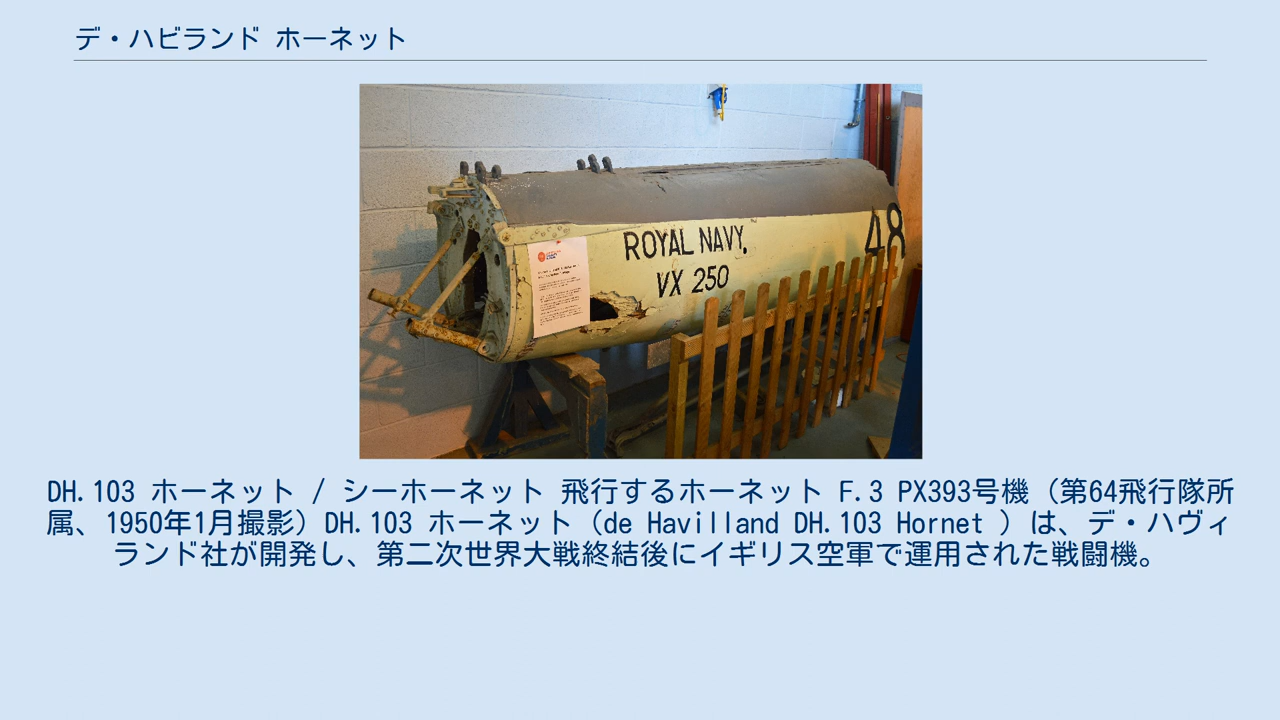 デ・ハビランド ホーネット
ROYAL NAVY.
VX 250
48
DH.103 ホーネット / シーホーネット 飛行するホーネット F.3 PX393号機（第64飛行隊所
属、1950年1月撮影）DH.103 ホーネット（de Havilland DH.103 Hornet ）は、デ・ハヴィ
ランド社が開発し、第二次世界大戦終結後にイギリス空軍で運用された戦闘機。